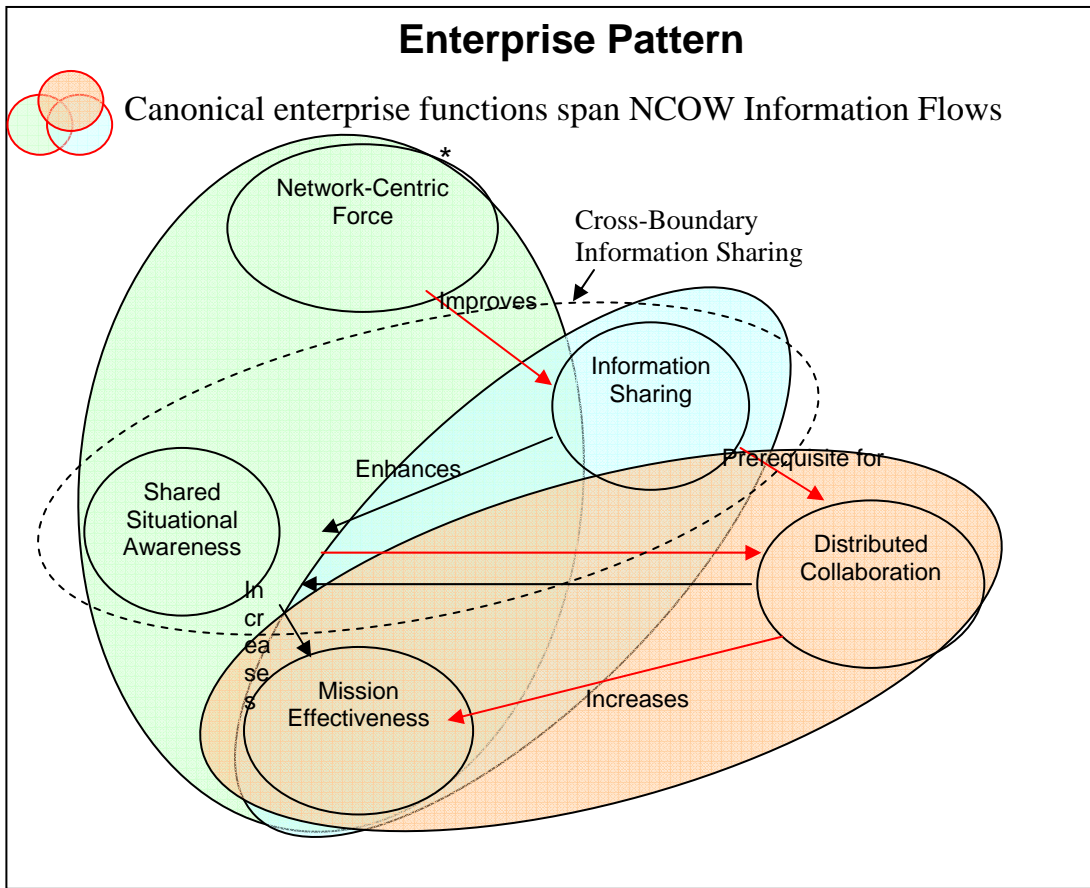 Enterprise Pattern
Canonical enterprise functions span NCOW Information Flows
*
Network-Centric
Force
Cross-Boundary
Information Sharing
Improves
Information
Sharing
Enhances
Prerequisite for
Shared
Situational
Awareness
Distributed
Collaboration
In
cr
ea
se
s
Mission
Effectiveness
Increases